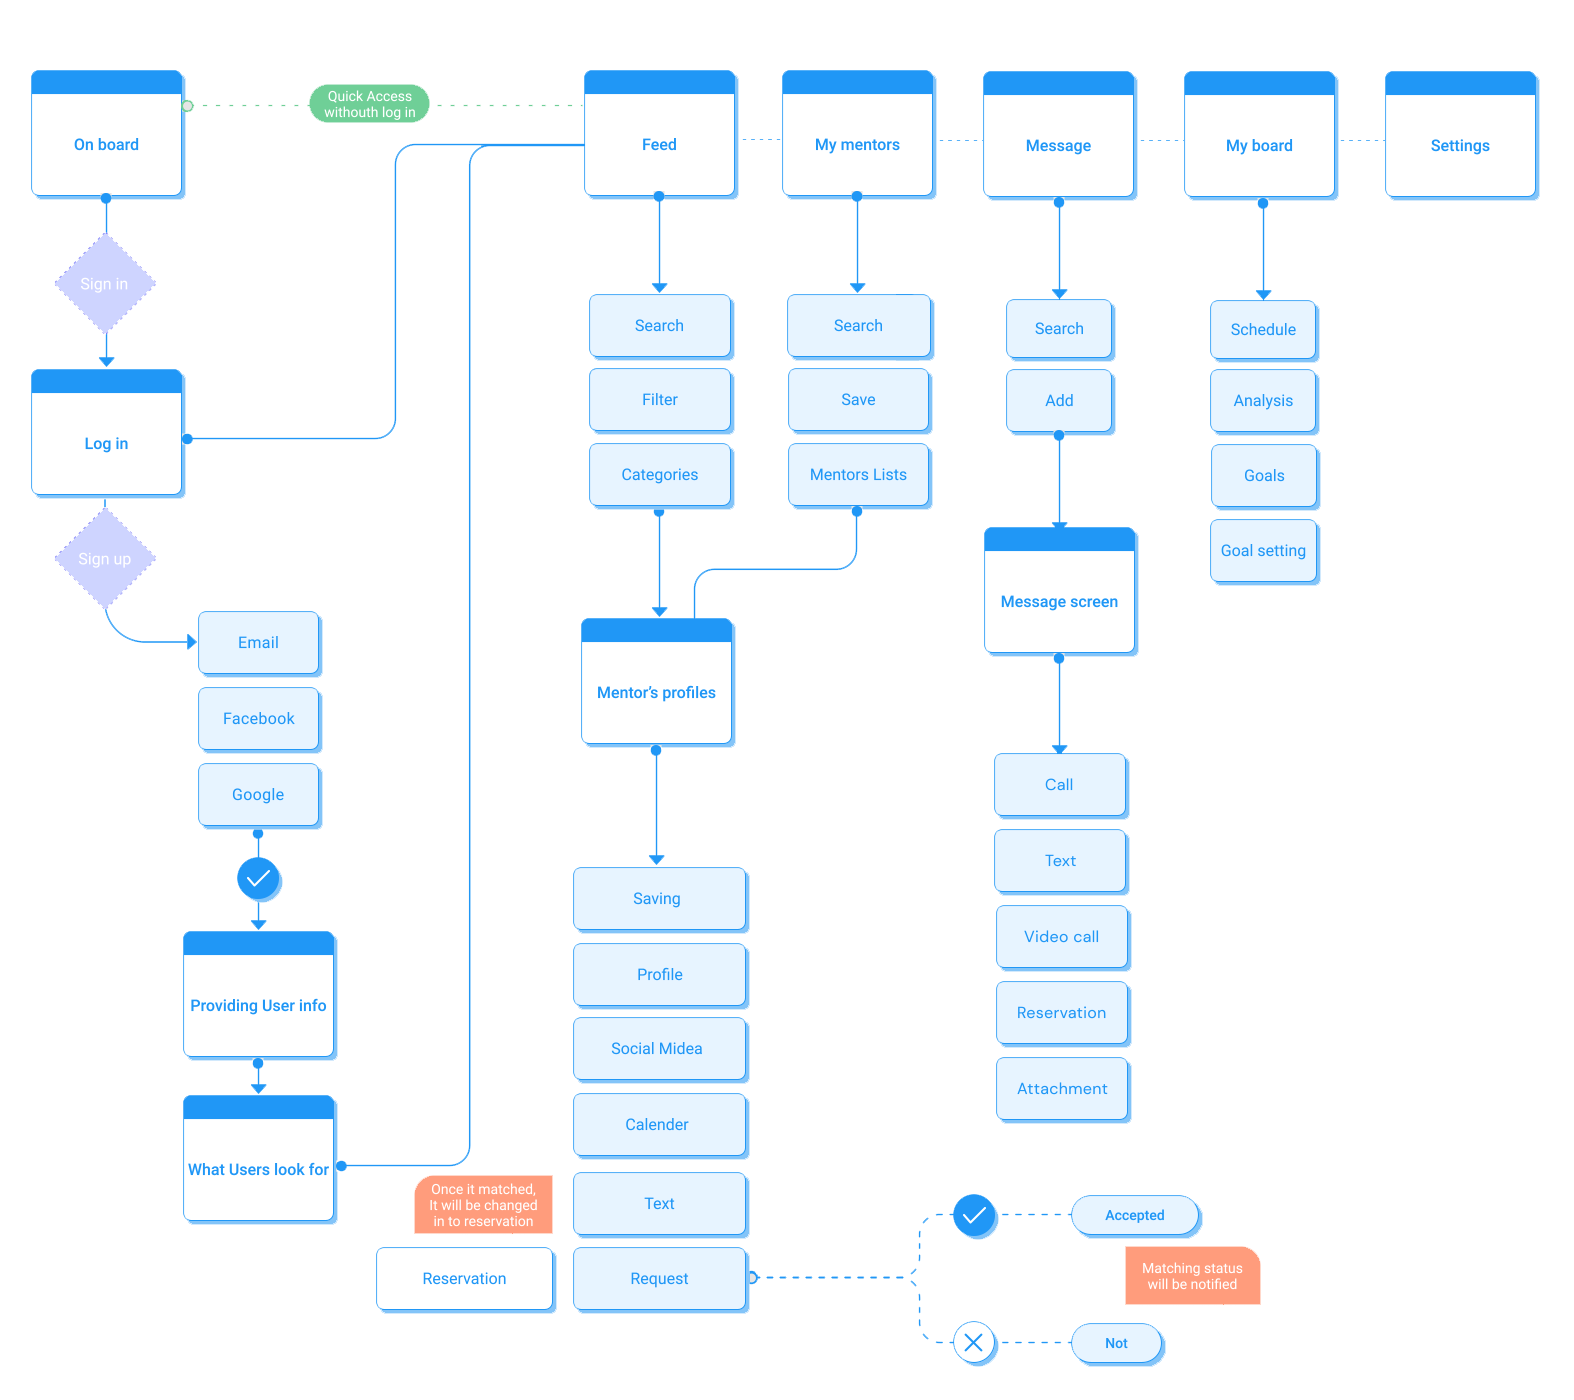 Quick Access
withouth log in
On board
Feed
My mentors
Message
My board
Settings
Sign in
Search
Search
Search
Schedule
Filter
Save
Add
Analysis
Log in
Categories
Mentors Lists
Goals
Sign up
Goal setting
Message screen
Email
Mentor’s profiles
Facebook
Google
Call
Text
Saving
Video call
Profile
Providing User info
Reservation
Social Midea
Attachment
Calender
What Users look for
Once it matched,
It will be changed
in to reservation
Text
Accepted
Reservation
Request
Matching status
will be notified
Not